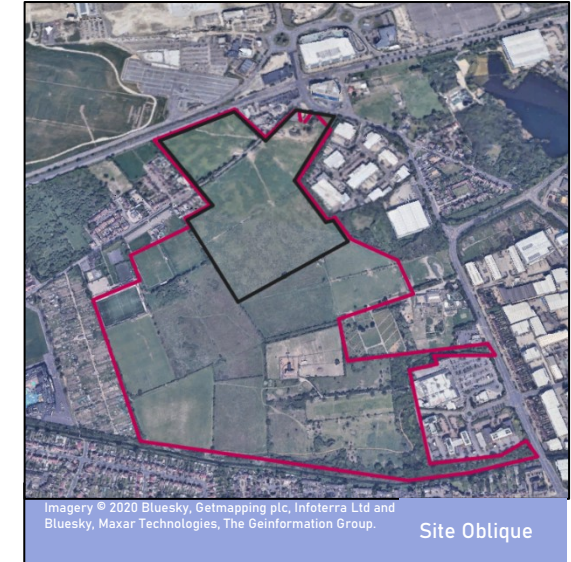 Imagery © 2020 Bluesky, Getmapping plc, Infoterra Ltd and
Bluesky, Maxar Technologies, The Geinformation Group.
Site Oblique